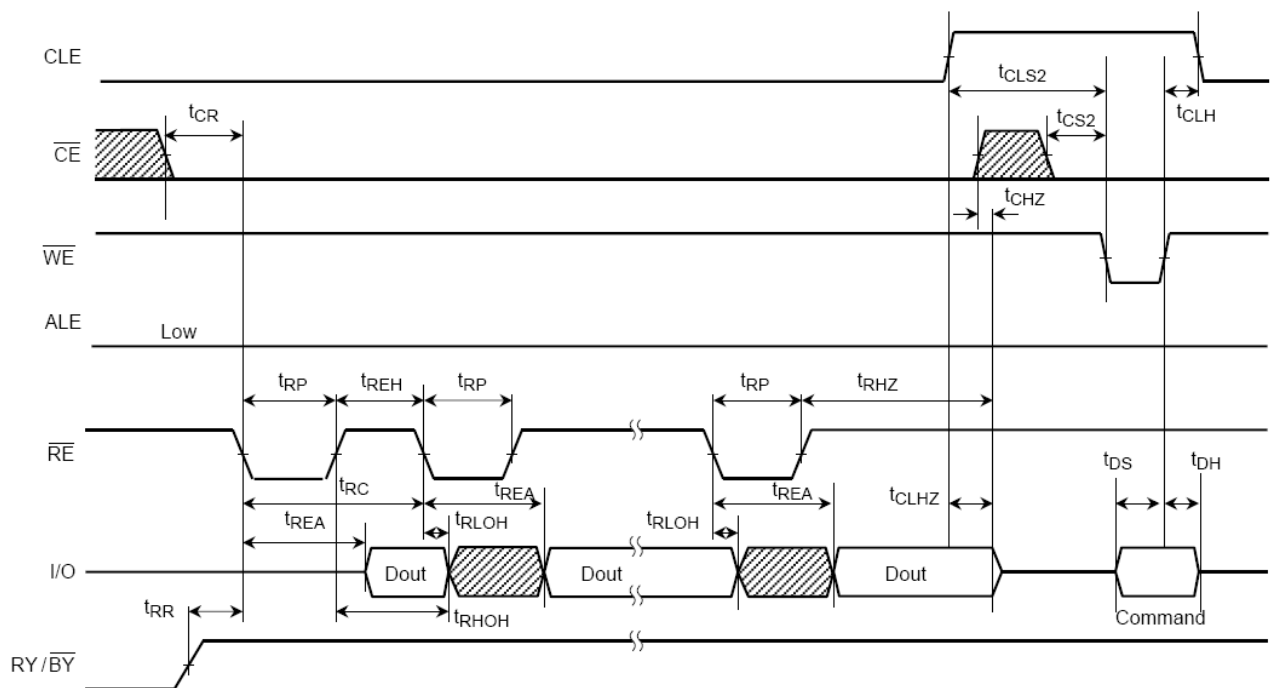 CLE
tCLS2
tCLH
tCR
tCS2
CE
tCHZ
WE
ALE
Low
tRP
tREH
tRP
tRP
tRHZ
RE
tDS
tDH
tRC
tREA
tREA
tCLHZ
tREA
tRLOH
tRLOH
I/O
Dout
Dout
Dout
tRR
tRHOH
Command
RY/BY